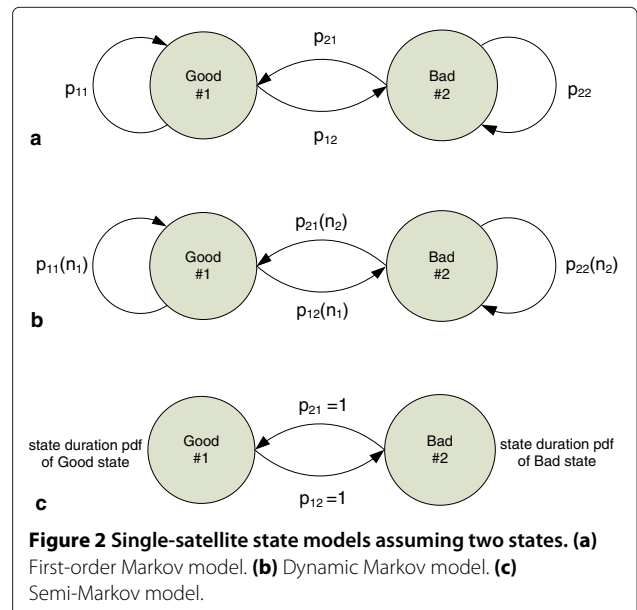 p21
Good
#1
Bad
#2
p11
p22
p12
a
p21(n2)
Good
#1
Bad
#2
p11(n1)
p22(n2)
p12(n1)
b
p21 =1
state duration pdf
of Good state
Good
#1
Bad
#2
state duration pdf
of Bad state
p12 =1
c
Figure 2 Single-satellite state models assuming two states. (a)
First-order Markov model. (b) Dynamic Markov model. (c)
Semi-Markov model.